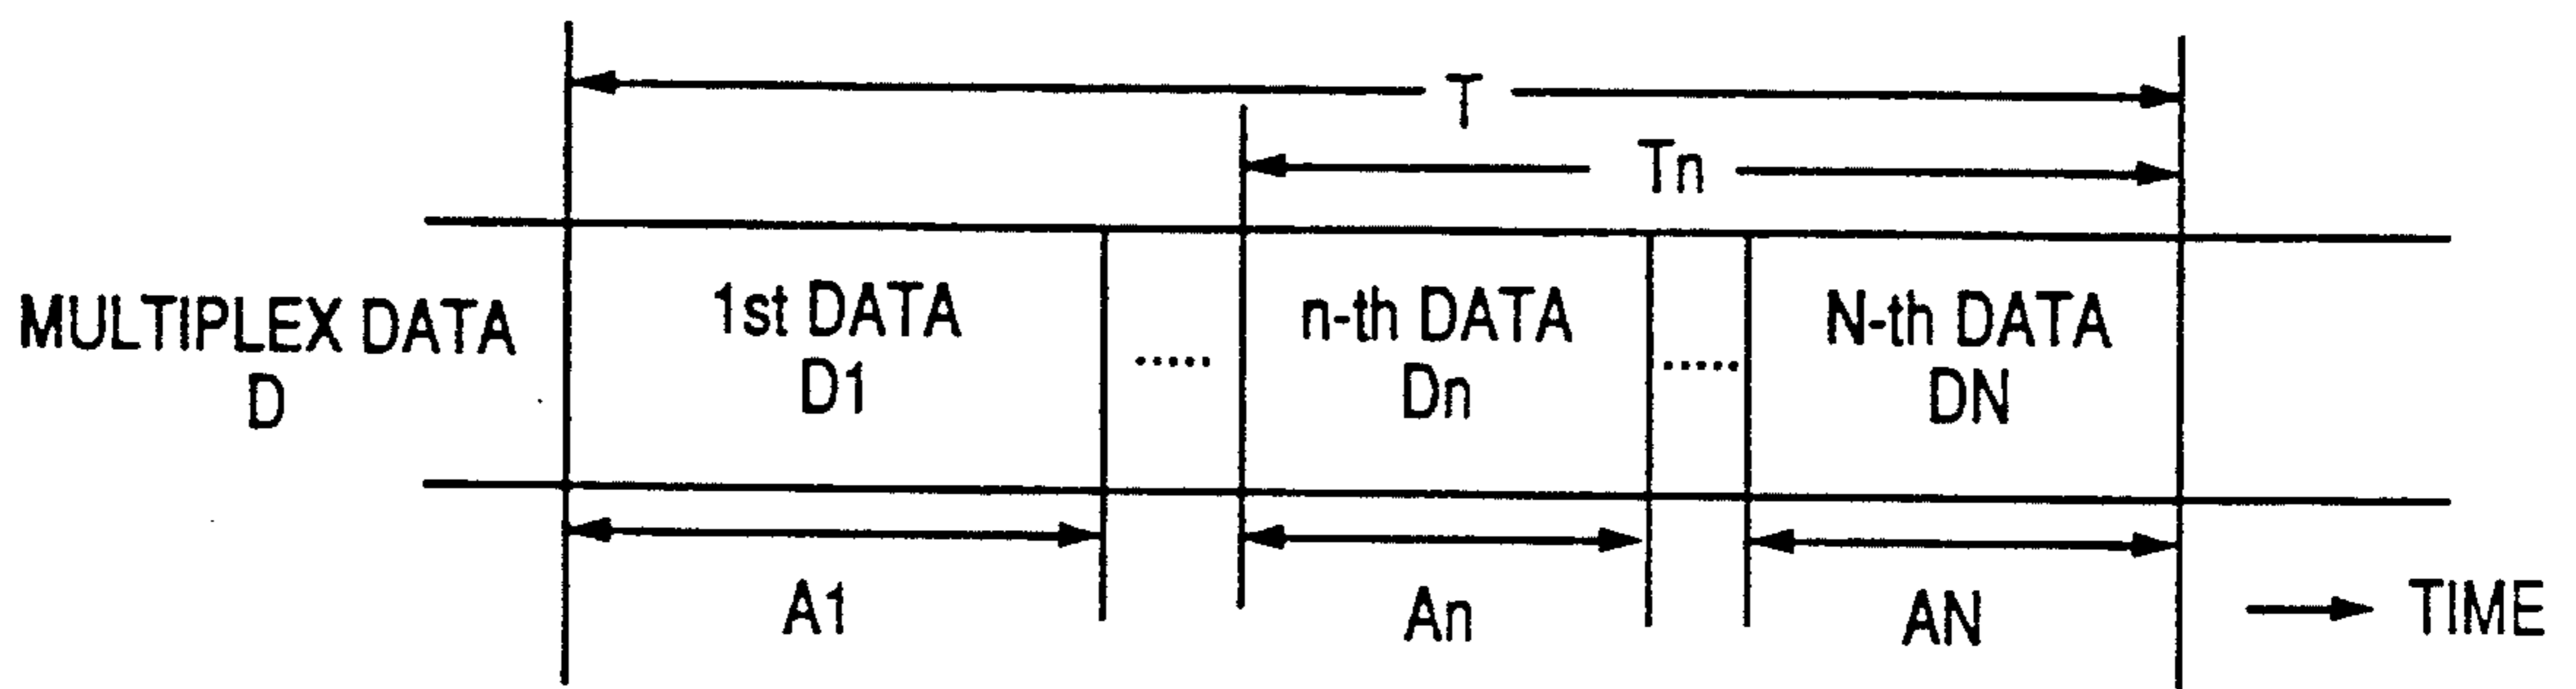 T
Tn
MULTIPLEX DATA
D
1st DATA
D1
.....
n-th DATA
Dn
.....
N-th DATA
DN
A1
An
AN
TIME